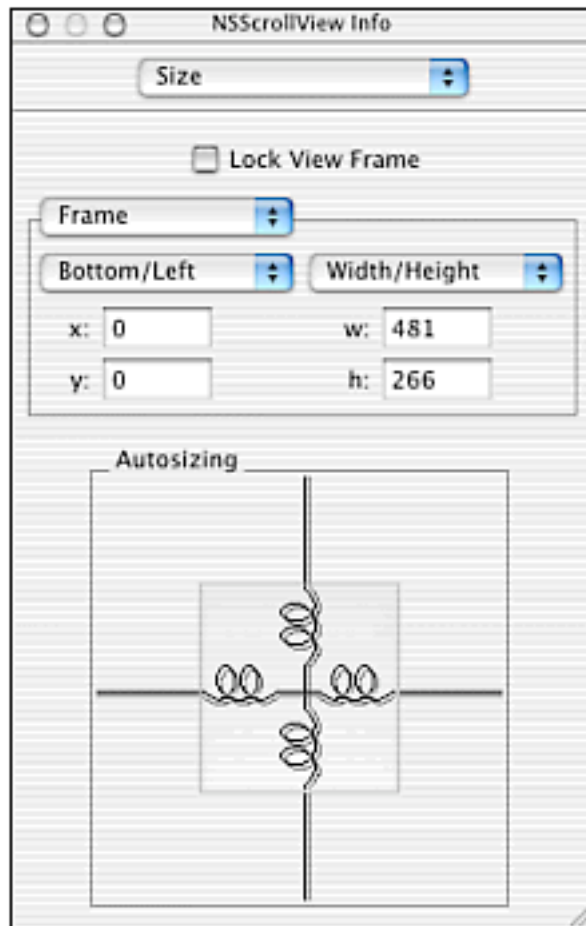 NSScrollView Info
Size
Lock View Frame
Frame
Bottom/Left Width/Height
x: 0 w: 481
y: 0 h: 266
Autosizing